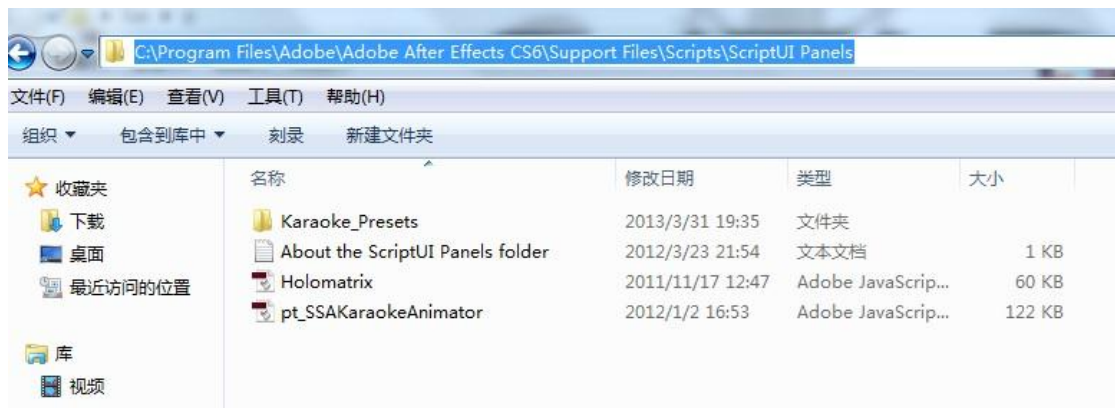 C:\Program Files\Adobe\Adobe After Effects CS6\Support Files\Scripts\ScriptUI Panels
文件(F) 编辑(E) 查看(V) 工具(T) 帮助(H)
组织 包含到库中 刻录 新建文件夹
收藏夹
下载
桌面
最近访问的位置
库
视频
名称 修改日期 类型 大小
Karaoke_Presets 2013/3/31 19:35 文件夹
About the ScriptUI Panels folder 2012/3/23 21:54 文本文档 1 KB
Holomatrix 2011/11/17 12:47 Adobe JavaScrip... 60 KB
pt_SSAKaraokeAnimator 2012/1/2 16:53 Adobe JavaScrip... 122 KB